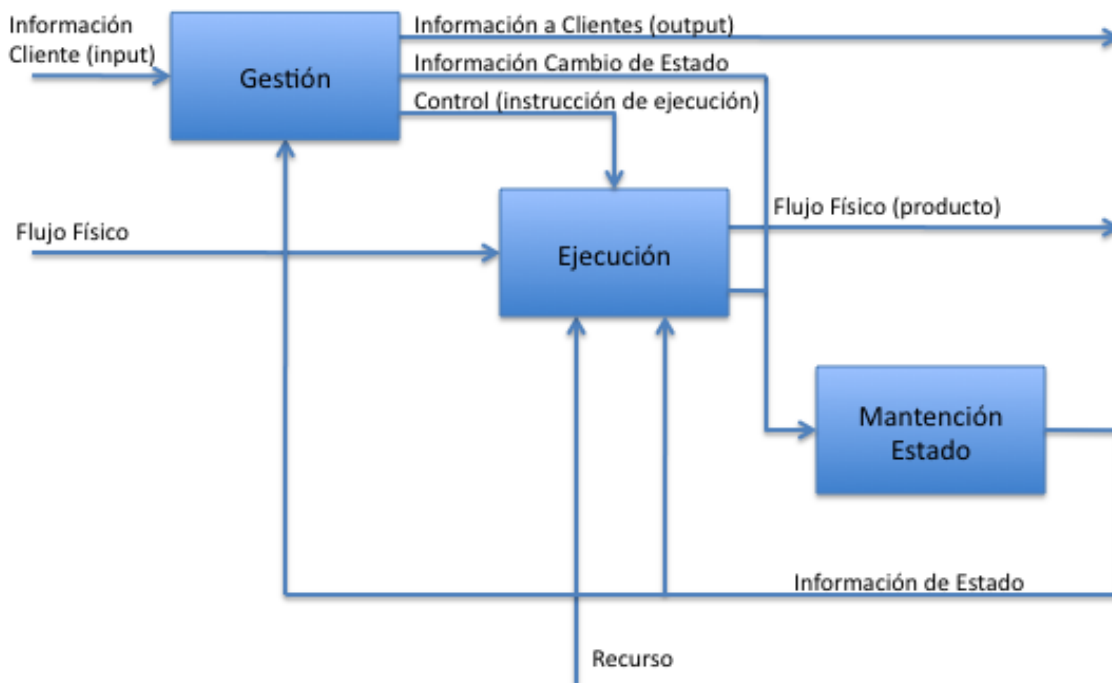 Información
Cliente (input)
Gestión
Información a Clientes (output)
Información Cambio de Estado
Control (instrucción de ejecución)
Flujo Físico
Ejecución
Flujo Físico (producto)
Mantención
Estado
Información de Estado
Recurso